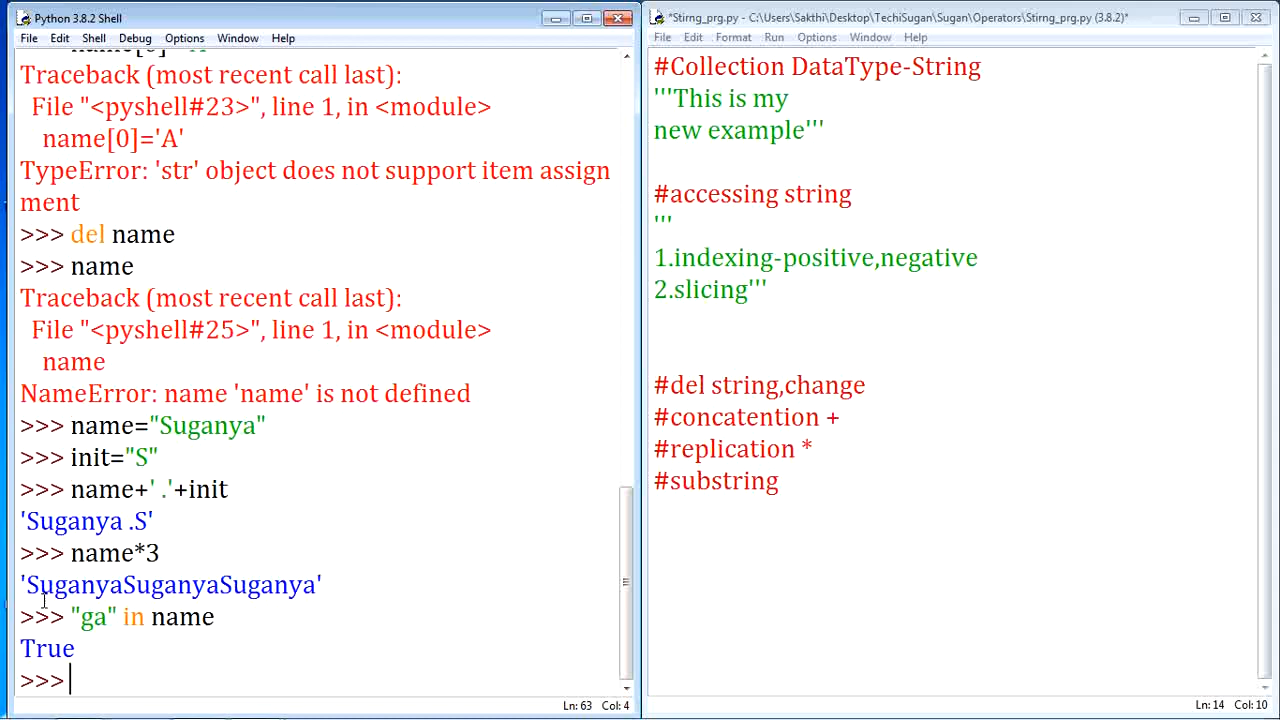 Python 3.8.2 Shell
File Edit Shell Debug Options Window Help
Traceback (most recent call last):
File "<pyshell#23>", line 1, in <module>
name[0]='A'
TypeError: 'str' object does not support item assign
ment
>>> del name
>>> name
Traceback (most recent call last):
File "<pyshell#25>", line 1, in <module>
name
NameError: name 'name' is not defined
>>> name="Suganya"
>>> init="S"
>>> name+' .'+init
'Suganya .S'
>>> name*3
'SuganyaSuganyaSuganya'
>>> "ga" in name
True
>>>
Ln: 63 Col: 4
*Stirng_prg.py - C:\Users\Sakthi\Desktop\TechiSugan\Sugan\Operators\Stirng_prg.py (3.8.2)*
File Edit Format Run Options Window Help
#Collection DataType-String
'''This is my
new example'''
#accessing string
'''
1.indexing-positive,negative
2.slicing'''
#del string,change
#concatention +
#replication *
#substring
Ln: 14 Col: 10